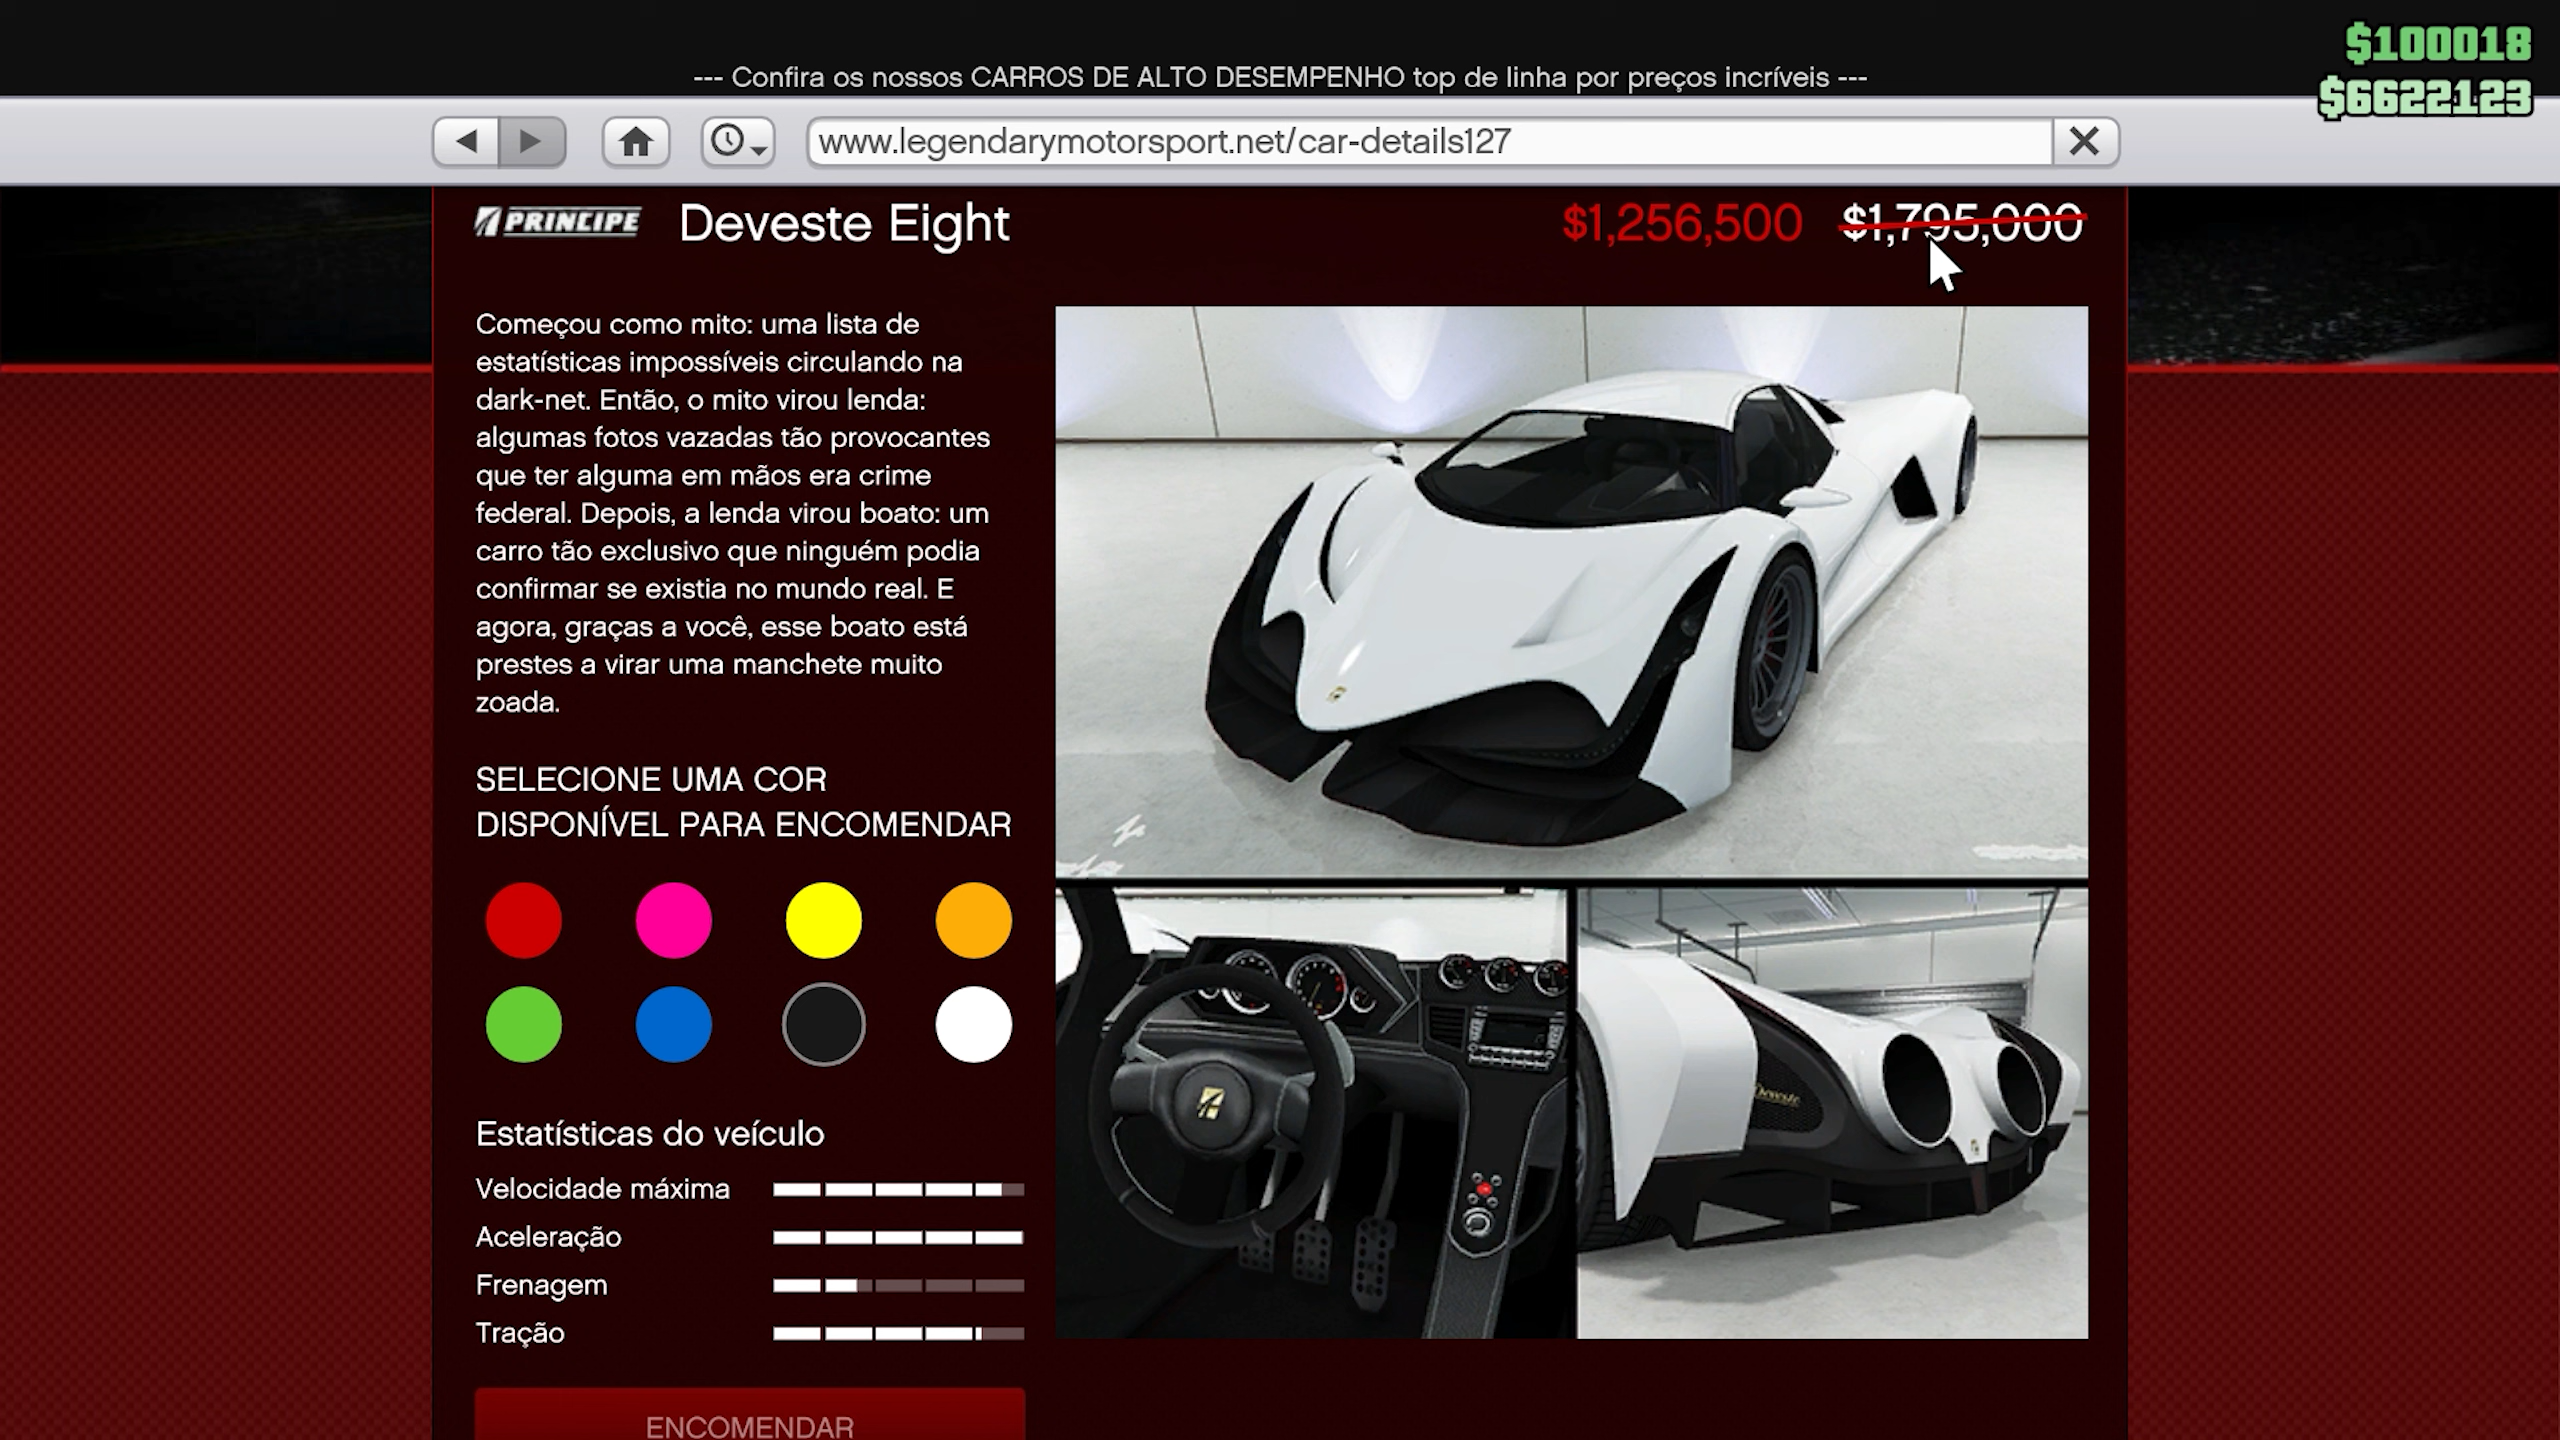 $100018
--- Confira os nossos CARROS DE ALTO DESEMPENHO top de linha por preços incríveis ---
$6622123
www.legendarymotorsport.net/car-details127
PRINCIPE Deveste Eight $1,256,500 $1,795,000
Começou como mito: uma lista de
estatísticas impossíveis circulando na
dark-net. Então, o mito virou lenda:
algumas fotos vazadas tão provocantes
que ter alguma em mãos era crime
federal. Depois, a lenda virou boato: um
carro tão exclusivo que ninguém podia
confirmar se existia no mundo real. E
agora, graças a você, esse boato está
prestes a virar uma manchete muito
zoada.
SELECIONE UMA COR
DISPONÍVEL PARA ENCOMENDAR
Deveste
Estatísticas do veículo
Velocidade máxima
Aceleração
Frenagem
Tração
ENCOMENDAR